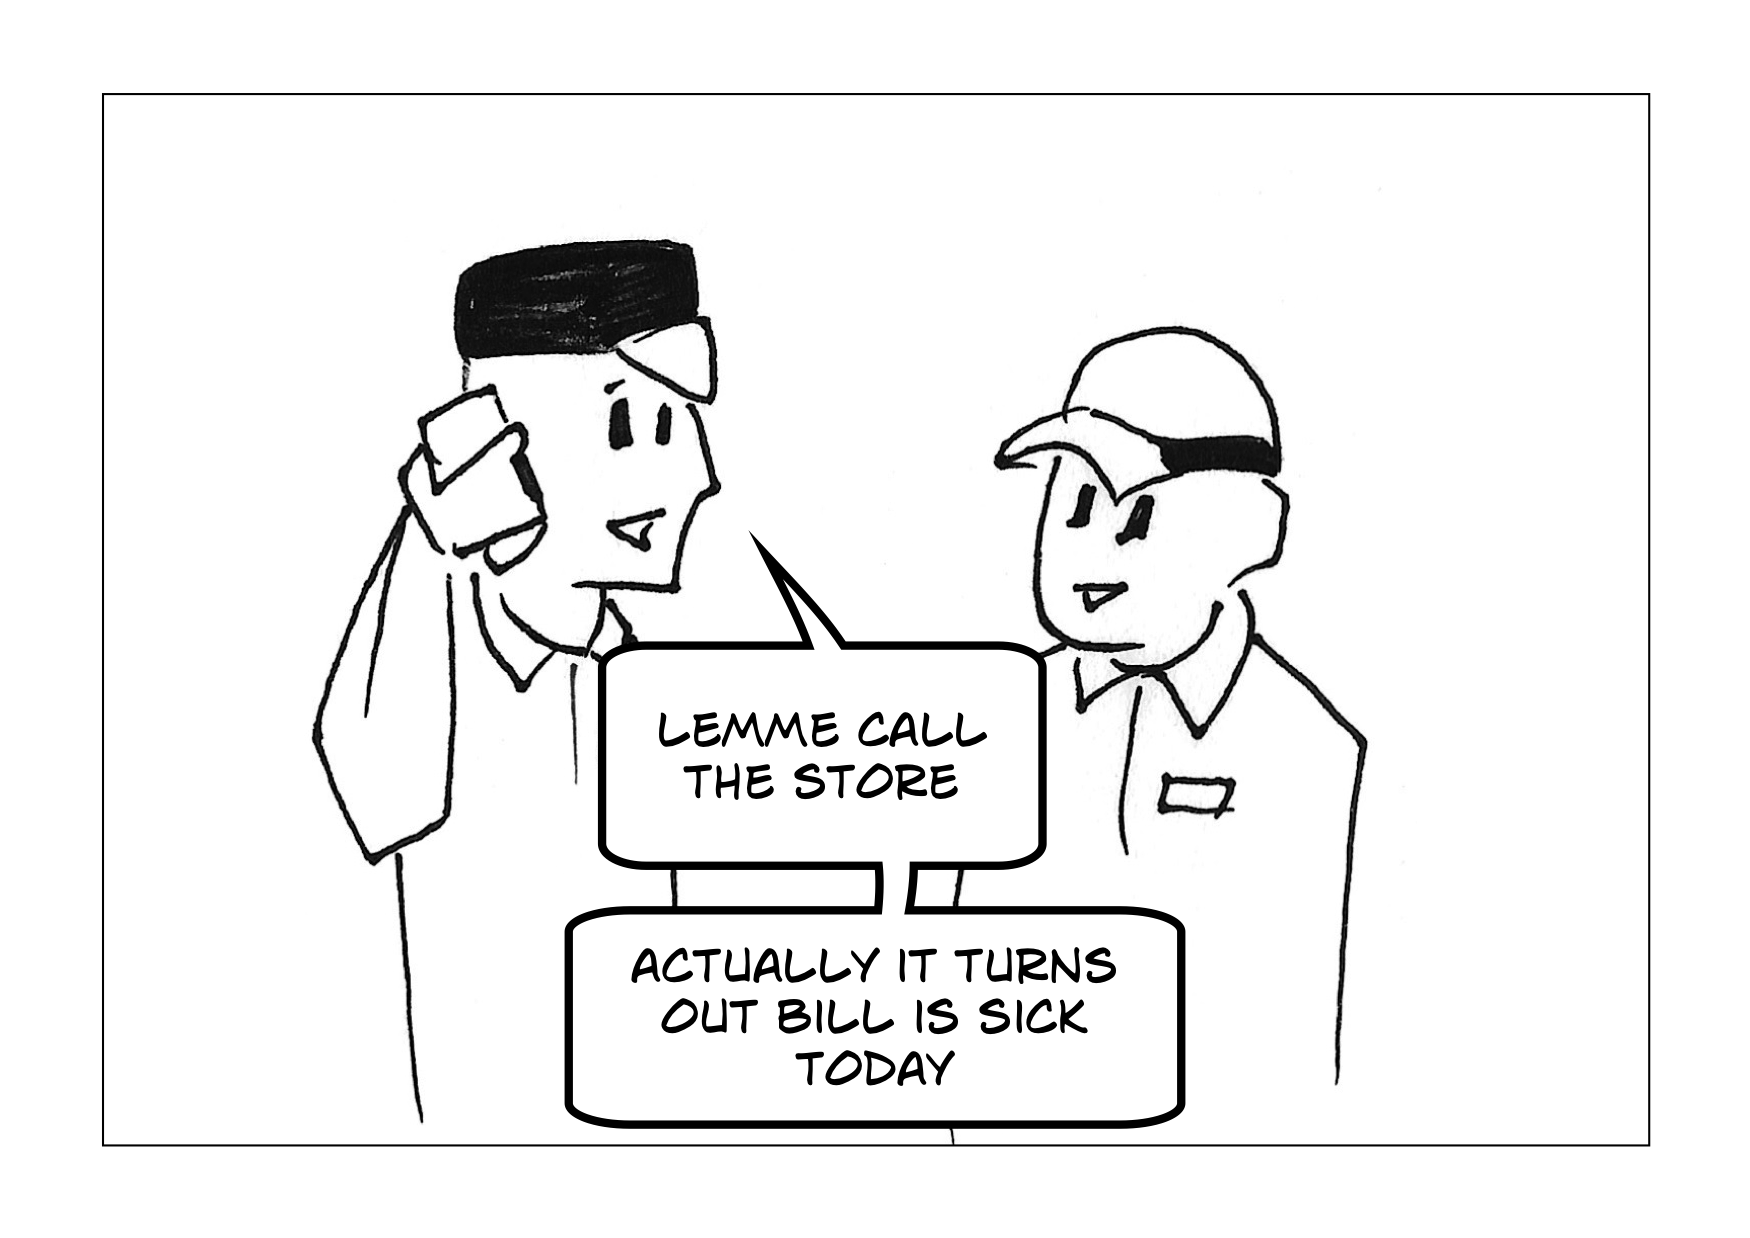 LEMME CALL
THE STORE
ACTUALLY IT TURNS
OUT BILL IS SICK
TODAY